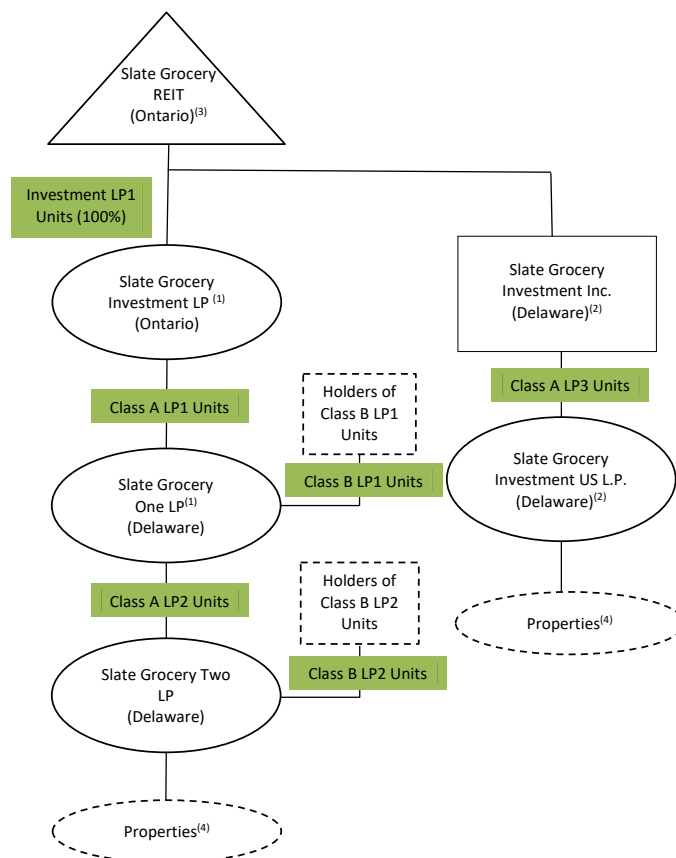 Slate Grocery
REIT
(Ontario)(3)
Investment LP1
Units (100%)
Slate Grocery
Investment LP (1)
(Ontario)
Slate Grocery
Investment Inc.
(Delaware)(2)
Class A LP1 Units
Holders of
Class B LP1
Units
Class A LP3 Units
Slate Grocery
One LP(1)
(Delaware)
Class B LP1 Units
Slate Grocery
Investment US L.P.
(Delaware)(2)
Class A LP2 Units
Holders of
Class B LP2
Units
Properties(4)
Slate Grocery Two
LP
(Delaware)
Class B LP2 Units
Properties(4)